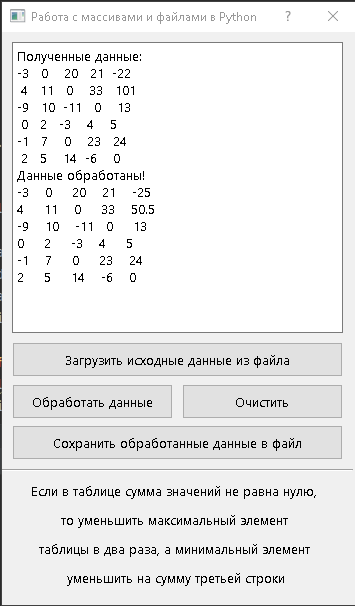 Работа с массивами и файлами в Python
Полученные данные:
-3 0 20 21 -22
4 11 0 33 101
-9 10 -11 0 13
0 2 -3 4 5
-1 7 0 23 24
2 5 14 -6 0
Данные обработаны!
-3 0 20 21 -25
4 11 0 33 50.5
-9 10 -11 0 13
0 2 -3 4 5
-1 7 0 23 24
2 5 14 -6 0
Загрузить исходные данные из файла
Обработать данные
Очистить
Сохранить обработанные данные в файл
Если в таблице сумма значений не равна нулю,
то уменьшить максимальный элемент
таблицы в два раза, а минимальный элемент
уменьшить на сумму третьей строки